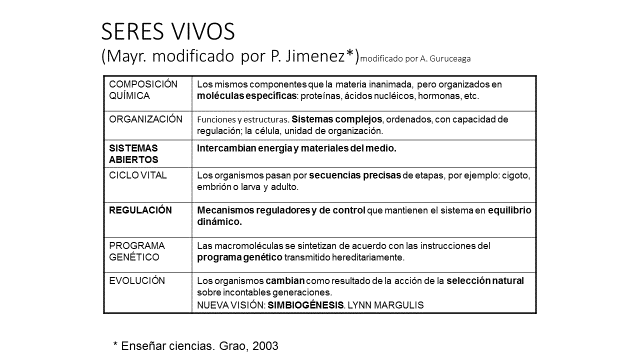 SERES VIVOS
(Mayr. modificado por P. Jimenez*)modificado por A. Guruceaga
COMPOSICIÓN
QUÍMICA
Los mismos componentes que la materia inanimada, pero organizados en
moléculas específicas: proteínas, ácidos nucléicos, hormonas, etc.
ORGANIZACIÓN
Funciones y estructuras. Sistemas complejos, ordenados, con capacidad de
regulación; la célula, unidad de organización.
SISTEMAS
ABIERTOS
Intercambian energía y materiales del medio.
CICLO VITAL
Los organismos pasan por secuencias precisas de etapas, por ejemplo: cigoto,
embrión o larva y adulto.
REGULACIÓN
Mecanismos reguladores y de control que mantienen el sistema en equilibrio
dinámico.
PROGRAMA
GENÉTICO
Las macromoléculas se sintetizan de acuerdo con las instrucciones del
programa genético transmitido hereditariamente.
EVOLUCIÓN
Los organismos cambian como resultado de la acción de la selección natural
sobre incontables generaciones.
NUEVA VISIÓN: SIMBIOGÉNESIS. LYNN MARGULIS
* Enseñar ciencias. Grao, 2003